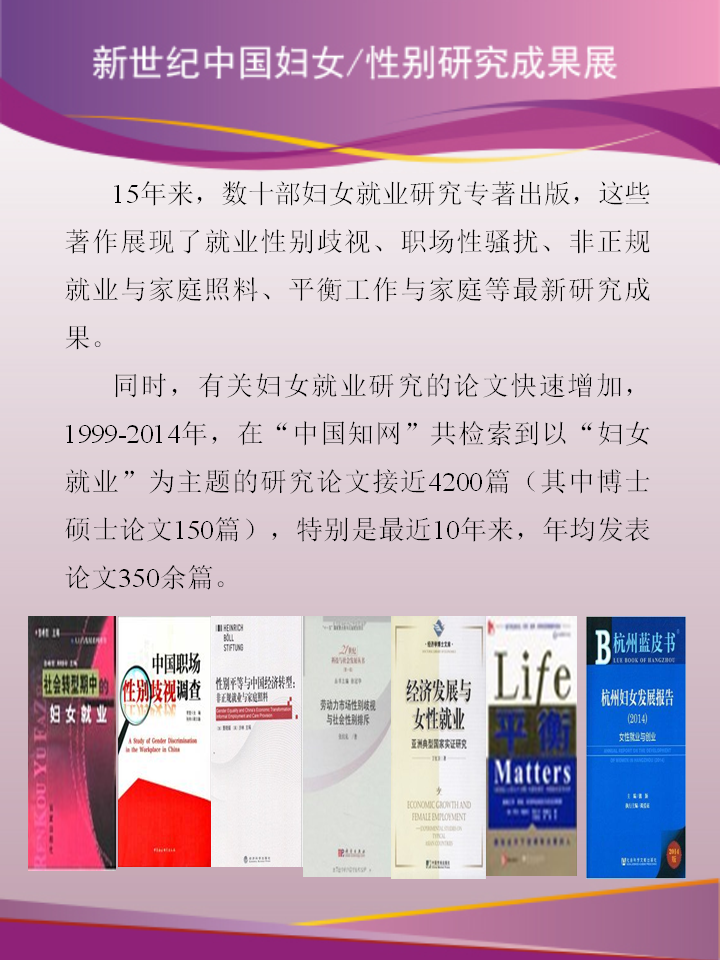 新世纪中国妇女/性别研究成果展
15年来，数十部妇女就业研究专著出版，这些
著作展现了就业性别歧视、职场性骚扰、非正规
就业与家庭照料、平衡工作与家庭等最新研究成
果。
同时，有关妇女就业研究的论文快速增加，
1999-2014年，在“中国知网”共检索到以“妇女
就业”为主题的研究论文接近4200篇（其中博士
硕士论文150篇），特别是最近10年来，年均发表
论文350余篇。
社会转型期中的
妇女就业
中国职场
性别歧视调查
A Study of Gender Discrimination
in the Workplace in China
HEINRICH
BÖLL
STIFTUNG
性别平等与中国经济转型：
非正规就业与家庭照料
劳动力市场性别歧视
与社会性别排斥
经济学博士文库
经济发展与
女性就业
亚洲典型国家实证研究
ECONOMIC GROWTH AND
FEMALE EMPLOYMENT
Life
平衡
Matters
B 杭州蓝皮书
BLUE BOOK OF HANGZHOU
杭州妇女发展报告
(2014)
女性就业与创业
2014
版